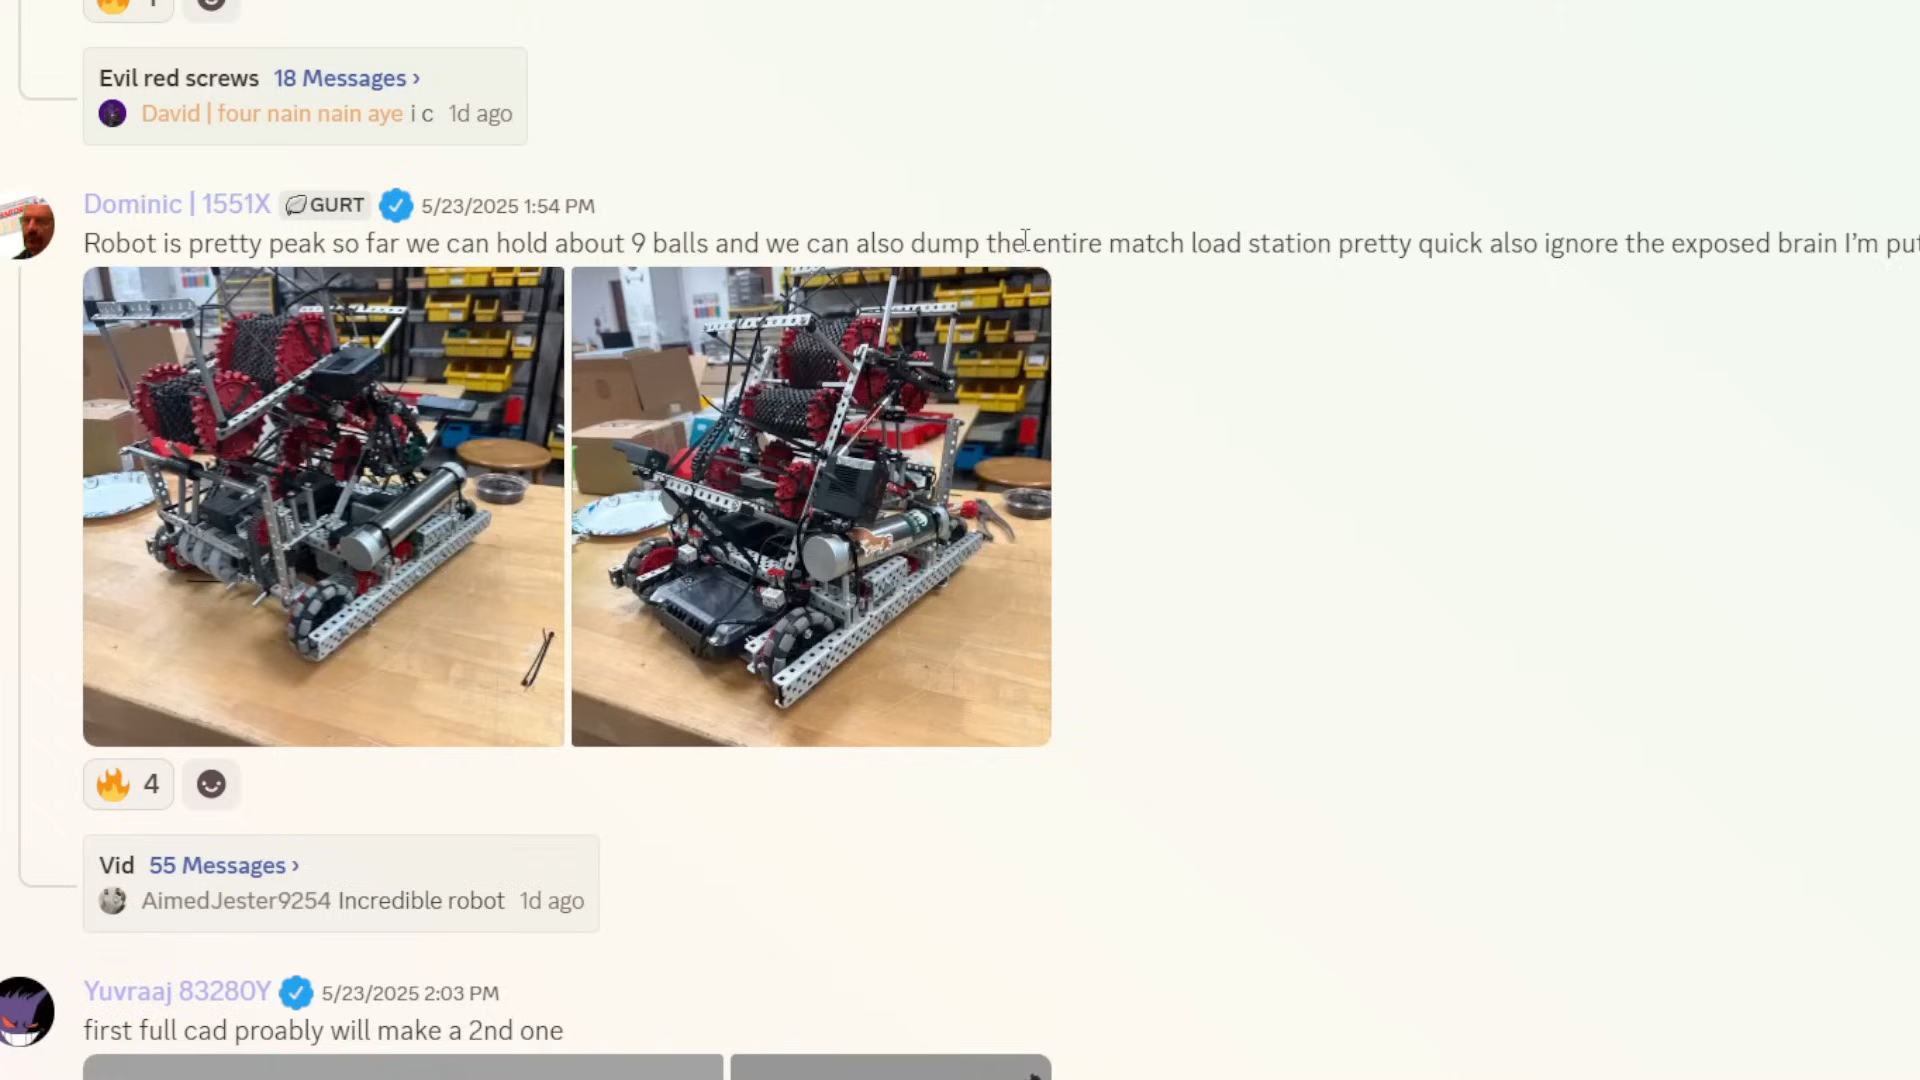 1
Evil red screws 18 Messages ›
David | four nain nain aye i c 1d ago
Dominic | 1551X GURT 5/23/2025 1:54 PM
Robot is pretty peak so far we can hold about 9 balls and we can also dump the entire match load station pretty quick also ignore the exposed brain I'm put
4
Vid 55 Messages ›
AimedJester9254 Incredible robot 1d ago
Yuvraaj 83280Y 5/23/2025 2:03 PM
first full cad proably will make a 2nd one